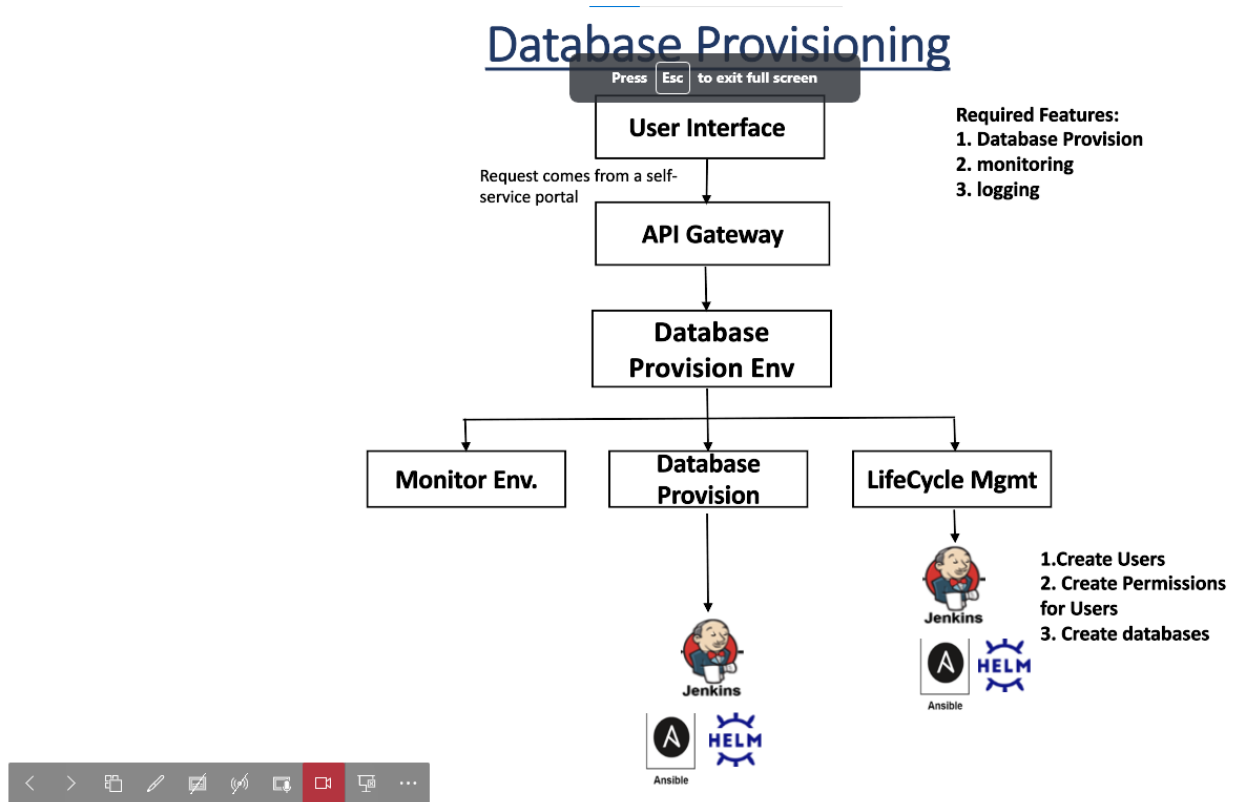 Database Provisioning
Press Esc to exit full screen
User Interface
Required Features:
1. Database Provision
2. monitoring
3. logging
Request comes from a self-
service portal
API Gateway
Database
Provision Env
Monitor Env.
Database
Provision
LifeCycle Mgmt
Jenkins
1.Create Users
2. Create Permissions
for Users
3. Create databases
HELM
Ansible
Jenkins
HELM
Ansible